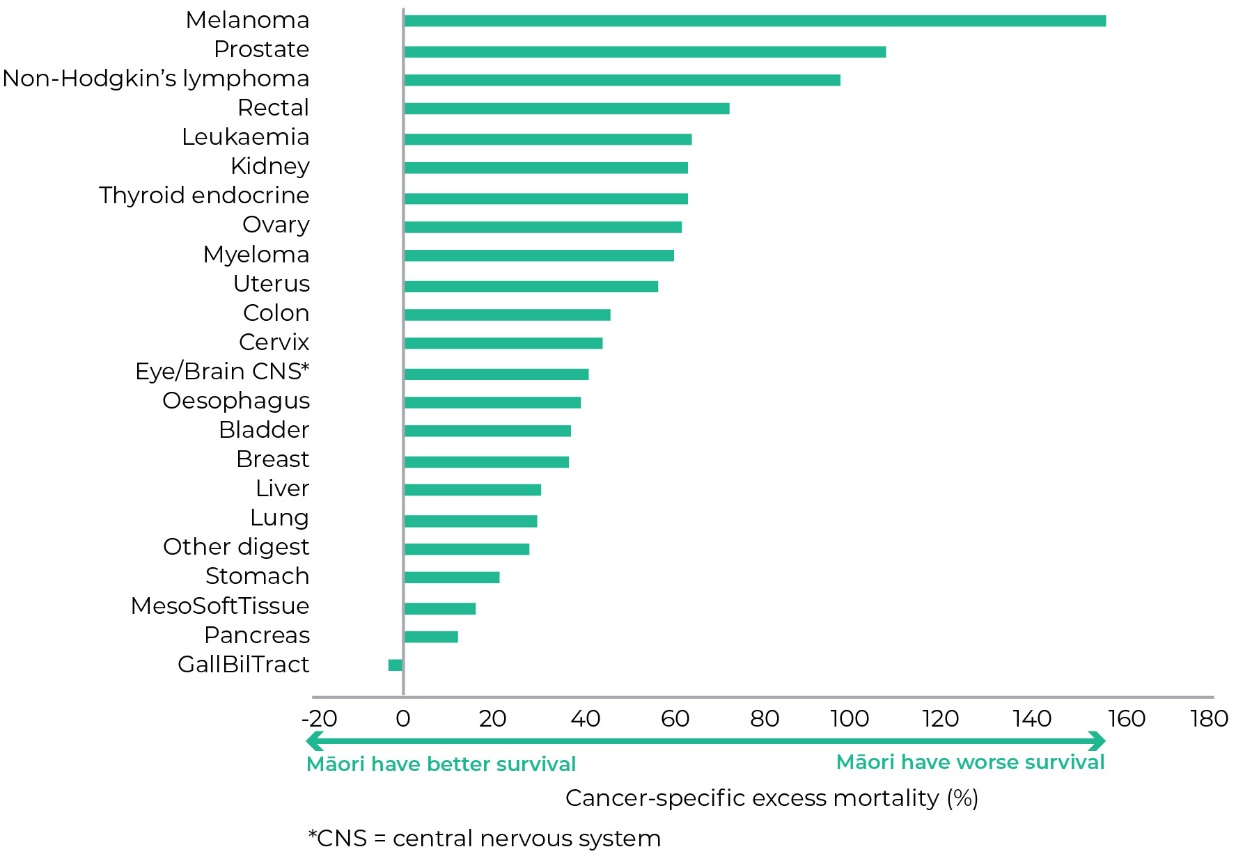 Melanoma
Prostate
Non-Hodgkin’s lymphoma
Rectal
Leukaemia
Kidney
Thyroid endocrine
Ovary
Myeloma
Uterus
Colon
Cervix
Eye/Brain CNS*
Oesophagus
Bladder
Breast
Liver
Lung
Other digest
Stomach
MesoSoftTissue
Pancreas
GallBilTract
-20 0 20 40 60 80 100 120 140 160 180
Māori have better survival Māori have worse survival
Cancer-specific excess mortality (%)
*CNS = central nervous system